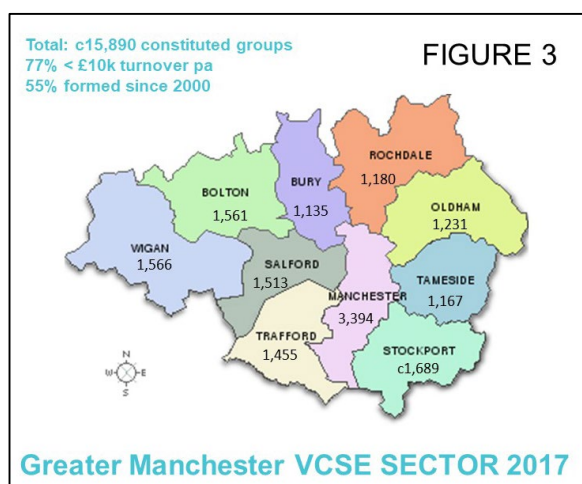 Total: c15,890 constituted groups
77% < £10k turnover pa
55% formed since 2000
FIGURE 3
ROCHDALE
1,180
BURY
1,135
BOLTON
1,561
OLDHAM
1,231
WIGAN
1,566
SALFORD
1,513
TAMESIDE
1,167
MANCHESTER
3,394
TRAFFORD
1,455
STOCKPORT
c1,689
N
W E
S
Greater Manchester VCSE SECTOR 2017